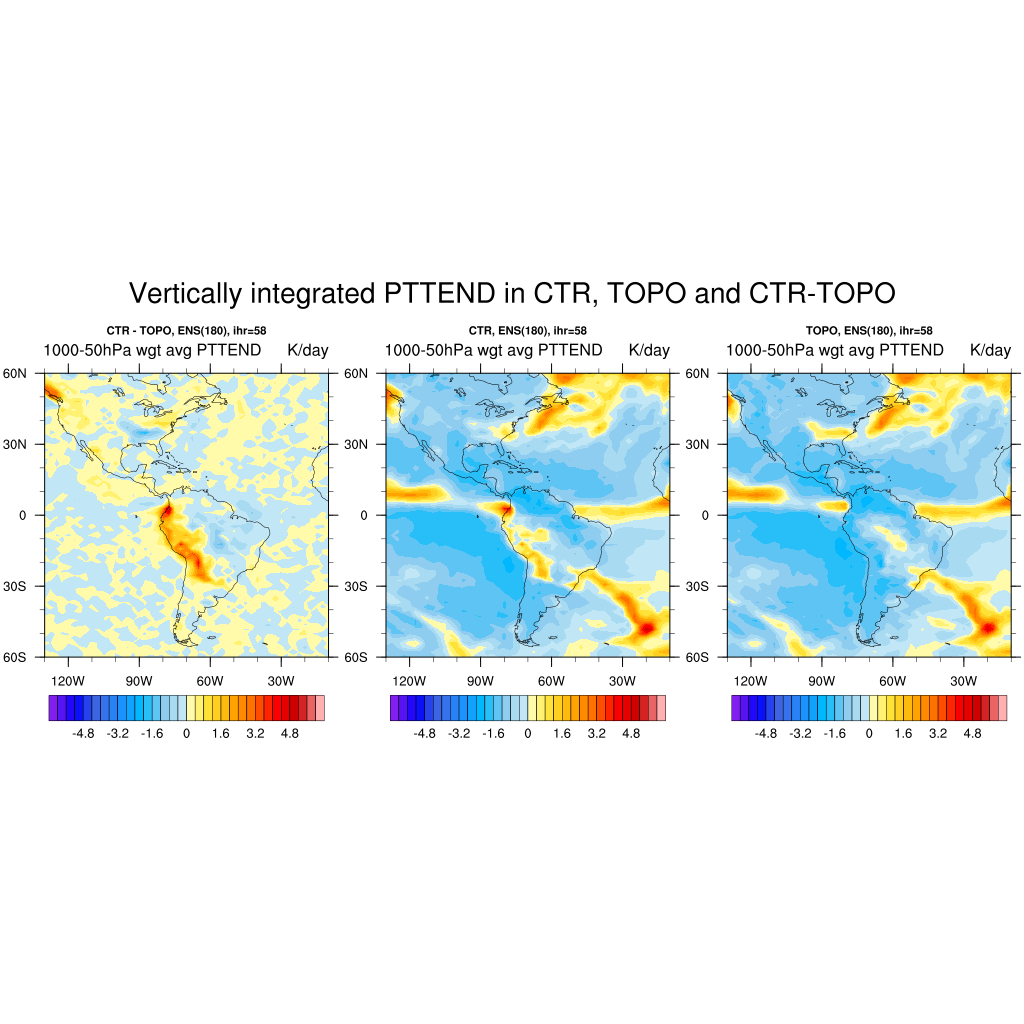 Vertically integrated PTTEND in CTR, TOPO and CTR-TOPO
CTR - TOPO, ENS(180), ihr=58
1000-50hPa wgt avg PTTEND K/day
60N
30N
0
30S
60S
120W 90W 60W 30W
-4.8 -3.2 -1.6 0 1.6 3.2 4.8
CTR, ENS(180), ihr=58
1000-50hPa wgt avg PTTEND K/day
60N
30N
0
30S
60S
120W 90W 60W 30W
-4.8 -3.2 -1.6 0 1.6 3.2 4.8
TOPO, ENS(180), ihr=58
1000-50hPa wgt avg PTTEND K/day
60N
30N
0
30S
60S
120W 90W 60W 30W
-4.8 -3.2 -1.6 0 1.6 3.2 4.8